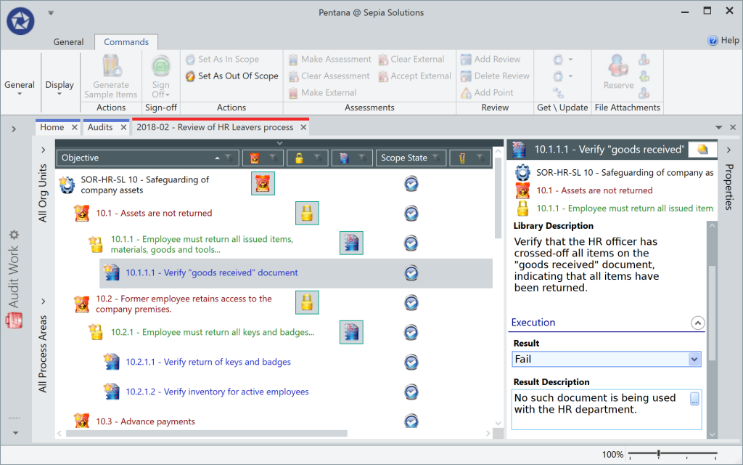 Pentana @ Sepia Solutions
General
Commands
Help
General
Display
Generate
Sample Items
Actions
Sign
Off
Sign-off
Set As In Scope
Set As Out Of Scope
Actions
Make Assessment
Clear Assessment
Make External
Clear External
Accept External
Assessments
Add Review
Delete Review
Add Point
Review
Get \ Update
Reserve
File Attachments
Home X
Audits X
2018-02 - Review of HR Leavers process X
Audit Work
All Org Units
All Process Areas
Objective
Scope State
SOR-HR-SL 10 - Safeguarding of
company assets
10.1 - Assets are not returned
10.1.1 - Employee must return all issued items,
materials, goods and tools...
10.1.1.1 - Verify "goods received" document
10.2 - Former employee retains access to the
company premises.
10.2.1 - Employee must return all keys and badges...
10.2.1.1 - Verify return of keys and badges
10.2.1.2 - Verify inventory for active employees
10.3 - Advance payments
10.1.1.1 - Verify "goods received"
SOR-HR-SL 10 - Safeguarding of company as
10.1 - Assets are not returned
10.1.1 - Employee must return all issued item
Library Description
Verify that the HR officer has
crossed-off all items on the
"goods received" document,
indicating that all items have
been returned.
Execution
Result
Fail
Result Description
No such document is being used
with the HR department.
Properties
100%